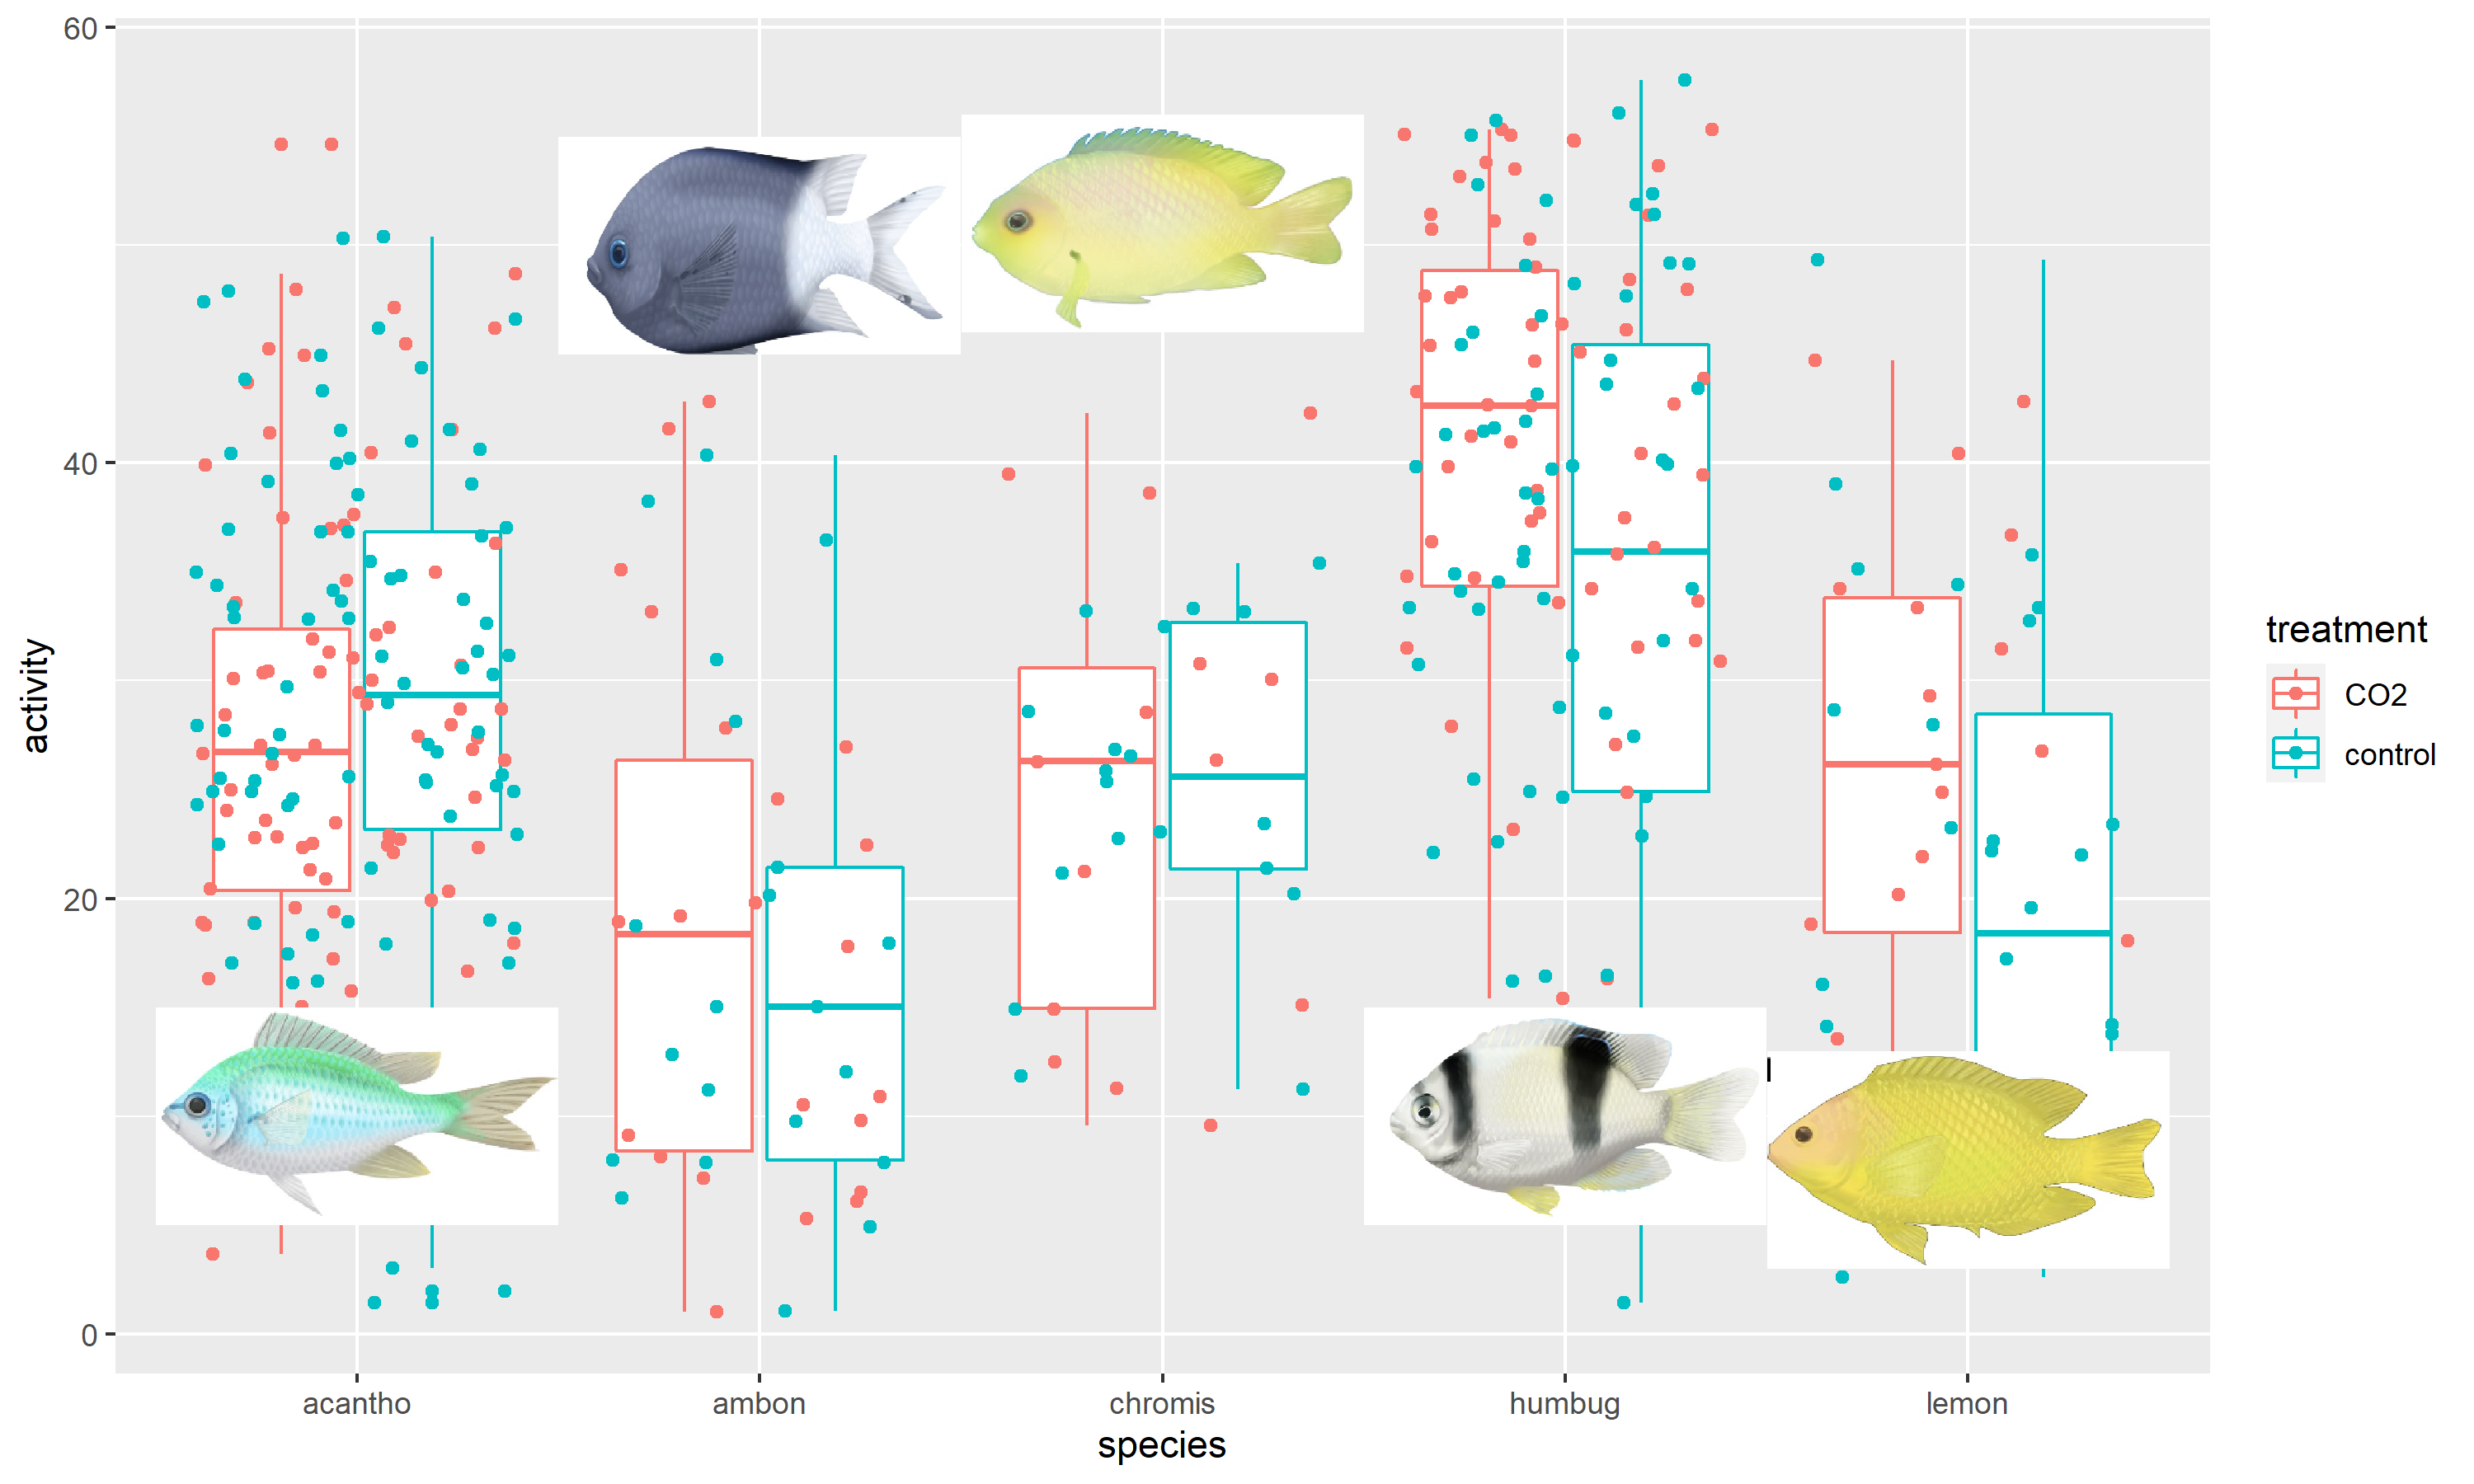 60
40
20
0
activity
acantho
ambon
chromis
humbug
lemon
species
treatment
CO2
control